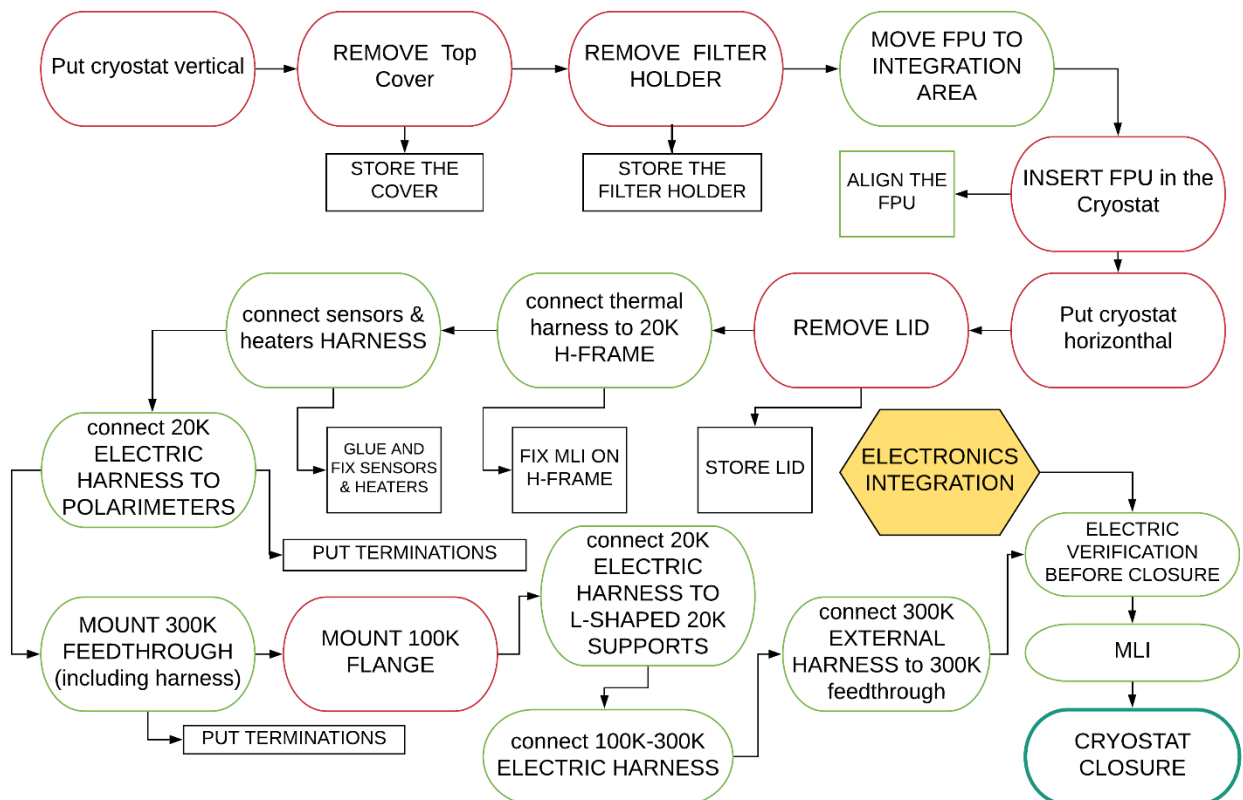 Put cryostat vertical
REMOVE Top
Cover
REMOVE FILTER
HOLDER
MOVE FPU TO
INTEGRATION
AREA
STORE THE
COVER
STORE THE
FILTER HOLDER
ALIGN THE
FPU
INSERT FPU in the
Cryostat
connect sensors &
heaters HARNESS
connect thermal
harness to 20K
H-FRAME
REMOVE LID
Put cryostat
horizonthal
connect 20K
ELECTRIC
HARNESS TO
POLARIMETERS
GLUE AND
FIX SENSORS
& HEATERS
FIX MLI ON
H-FRAME
STORE LID
ELECTRONICS
INTEGRATION
PUT TERMINATIONS
connect 20K
ELECTRIC
HARNESS TO
L-SHAPED 20K
SUPPORTS
ELECTRIC
VERIFICATION
BEFORE CLOSURE
MOUNT 300K
FEEDTHROUGH
(including harness)
MOUNT 100K
FLANGE
connect 300K
EXTERNAL
HARNESS to 300K
feedthrough
MLI
PUT TERMINATIONS
connect 100K-300K
ELECTRIC HARNESS
CRYOSTAT
CLOSURE